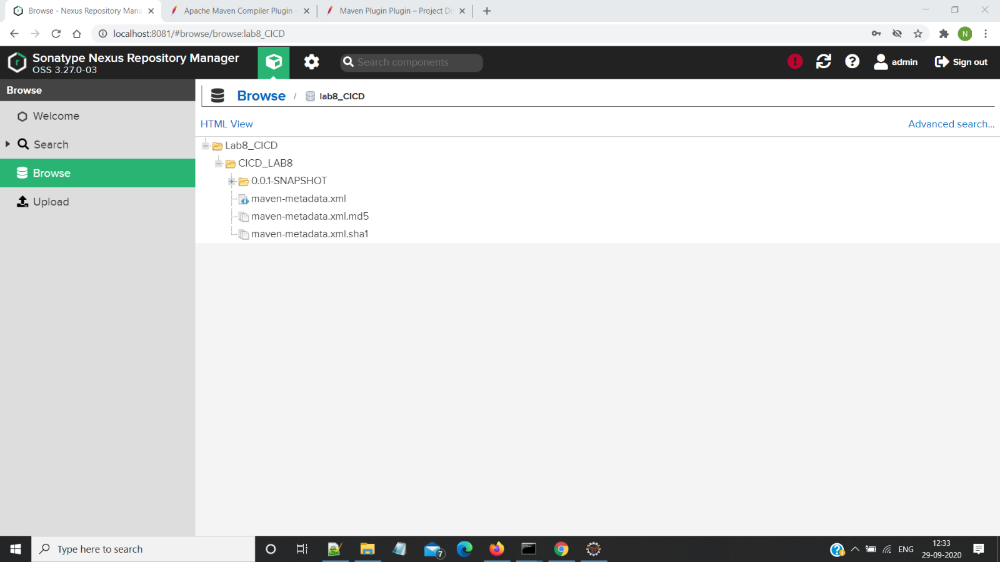 Browse - Nexus Repository Mana
Apache Maven Compiler Plugin –
Maven Plugin Plugin – Project Di
localhost:8081/#browse/browse:lab8_CICD
N
Sonatype Nexus Repository Manager
OSS 3.27.0-03
Search components
admin
Sign out
Browse
Browse / lab8_CICD
Welcome
HTML View
Advanced search...
Search
Browse
Upload
Lab8_CICD
CICD_LAB8
0.0.1-SNAPSHOT
maven-metadata.xml
maven-metadata.xml.md5
maven-metadata.xml.sha1
Type here to search
7
ENG
12:33
29-09-2020